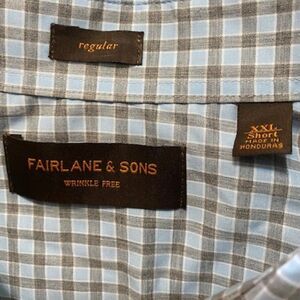 regular
FAIRLANE & SONS
WRINKLE FREE
XXL
Short
MADE IN
HONDURAS